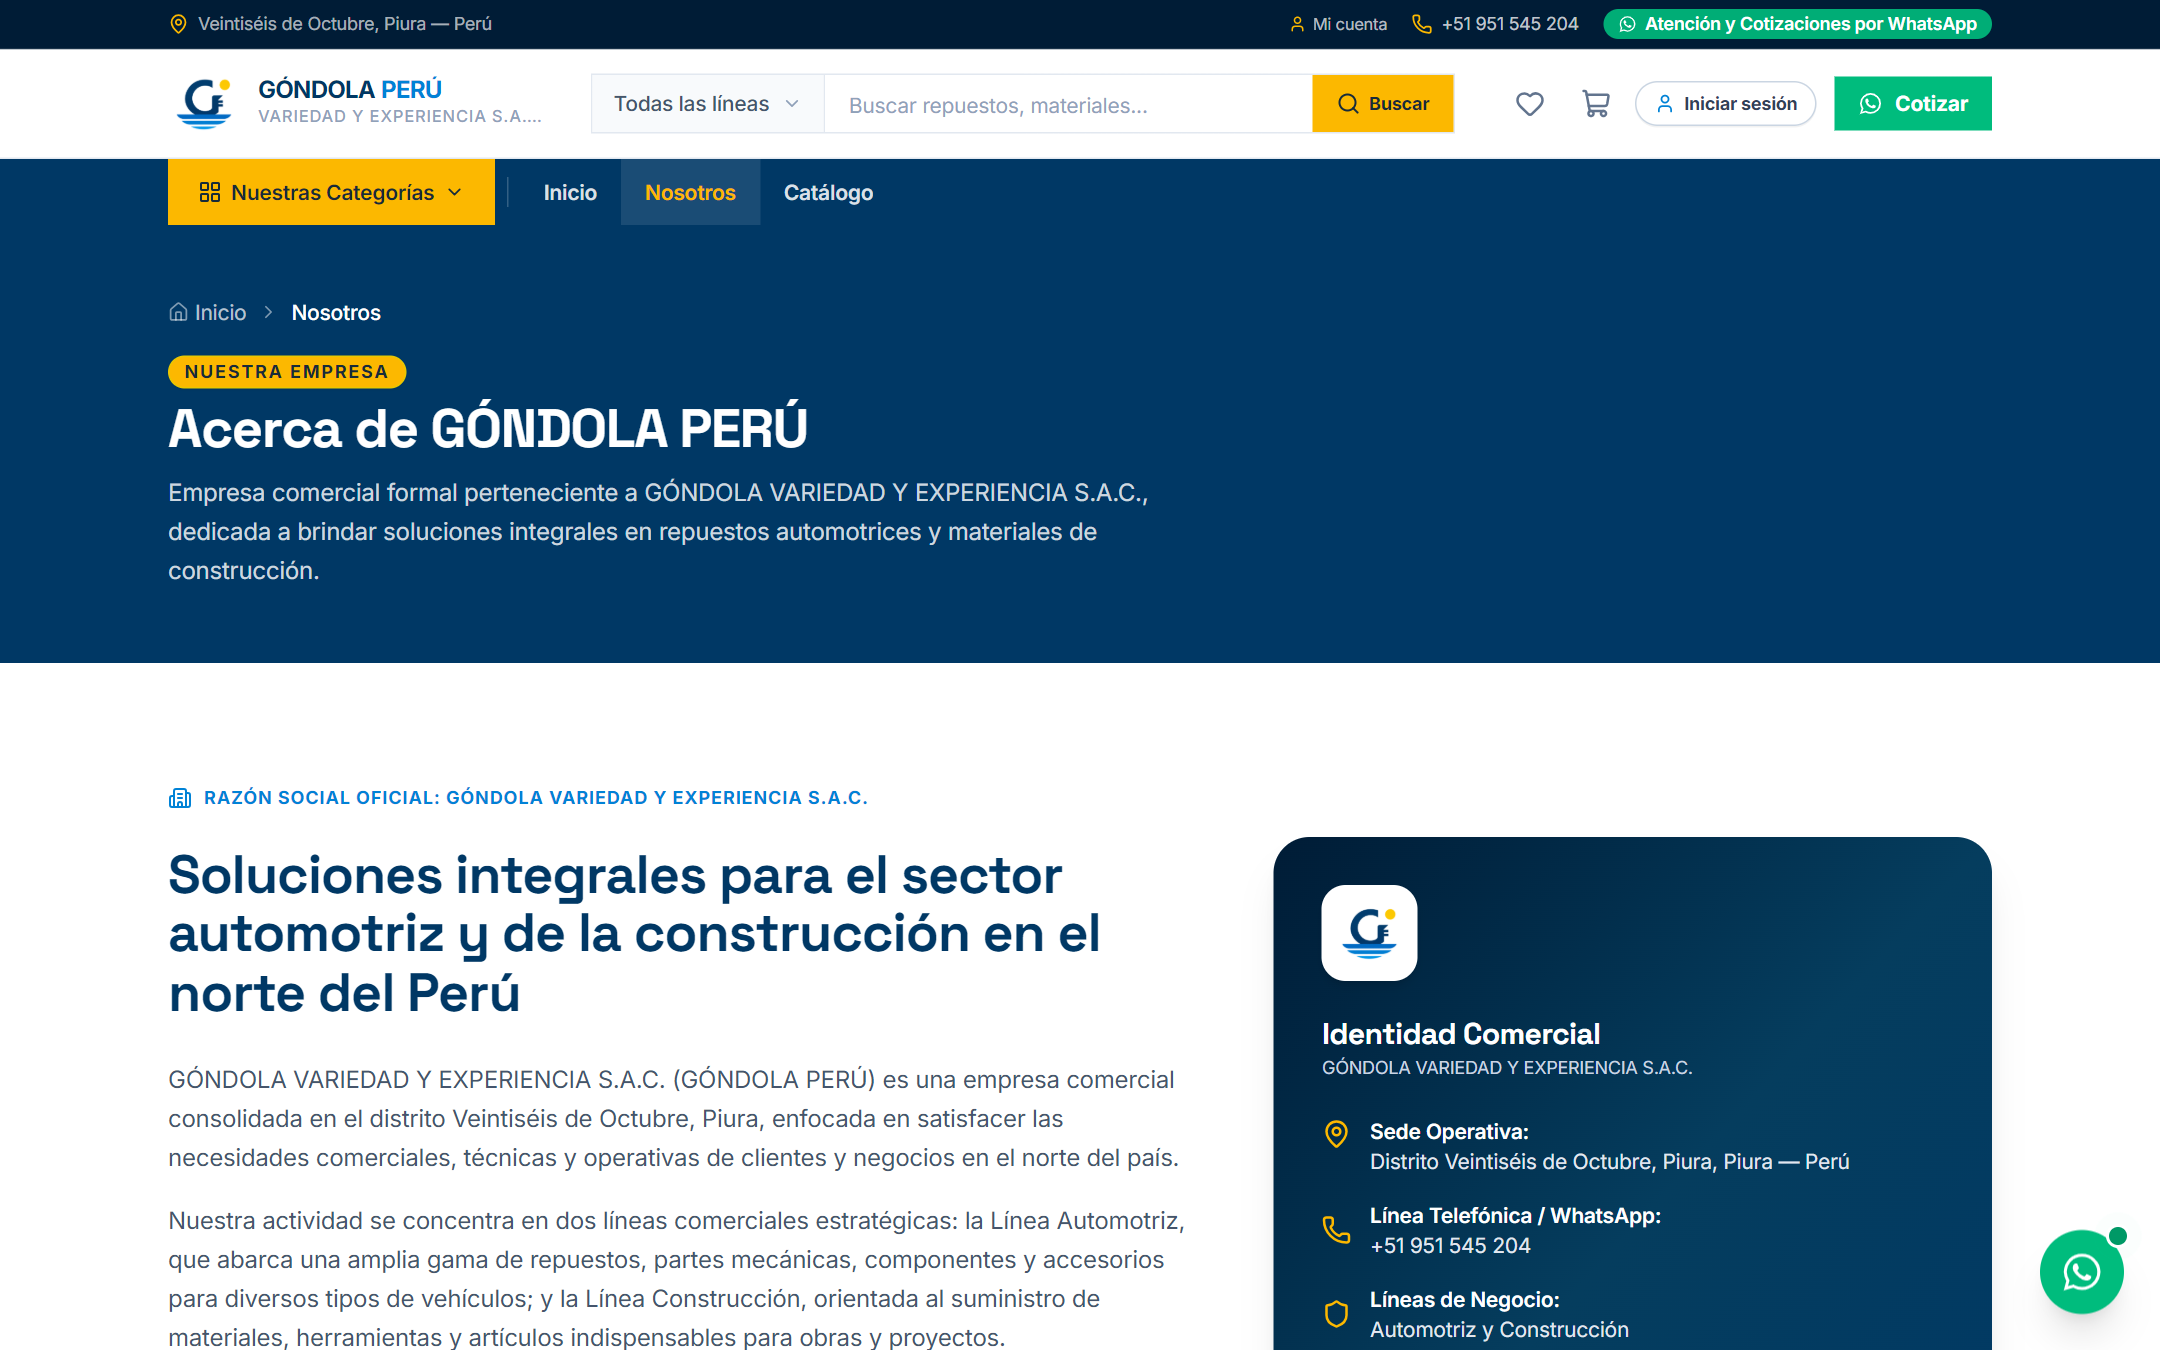 Veintiséis de Octubre, Piura — Perú
Mi cuenta
+51 951 545 204
Atención y Cotizaciones por WhatsApp
GÓNDOLA PERÚ
VARIEDAD Y EXPERIENCIA S.A....
Todas las líneas
Buscar repuestos, materiales...
Buscar
Iniciar sesión
Cotizar
Nuestras Categorías
Inicio
Nosotros
Catálogo
Inicio
Nosotros
NUESTRA EMPRESA
Acerca de GÓNDOLA PERÚ
Empresa comercial formal perteneciente a GÓNDOLA VARIEDAD Y EXPERIENCIA S.A.C.,
dedicada a brindar soluciones integrales en repuestos automotrices y materiales de
construcción.
RAZÓN SOCIAL OFICIAL: GÓNDOLA VARIEDAD Y EXPERIENCIA S.A.C.
Soluciones integrales para el sector
automotriz y de la construcción en el
norte del Perú
GÓNDOLA VARIEDAD Y EXPERIENCIA S.A.C. (GÓNDOLA PERÚ) es una empresa comercial
consolidada en el distrito Veintiséis de Octubre, Piura, enfocada en satisfacer las
necesidades comerciales, técnicas y operativas de clientes y negocios en el norte del país.
Nuestra actividad se concentra en dos líneas comerciales estratégicas: la Línea Automotriz,
que abarca una amplia gama de repuestos, partes mecánicas, componentes y accesorios
para diversos tipos de vehículos; y la Línea Construcción, orientada al suministro de
materiales, herramientas y artículos indispensables para obras y proyectos.
Identidad Comercial
GÓNDOLA VARIEDAD Y EXPERIENCIA S.A.C.
Sede Operativa:
Distrito Veintiséis de Octubre, Piura, Piura — Perú
Línea Telefónica / WhatsApp:
+51 951 545 204
Líneas de Negocio:
Automotriz y Construcción